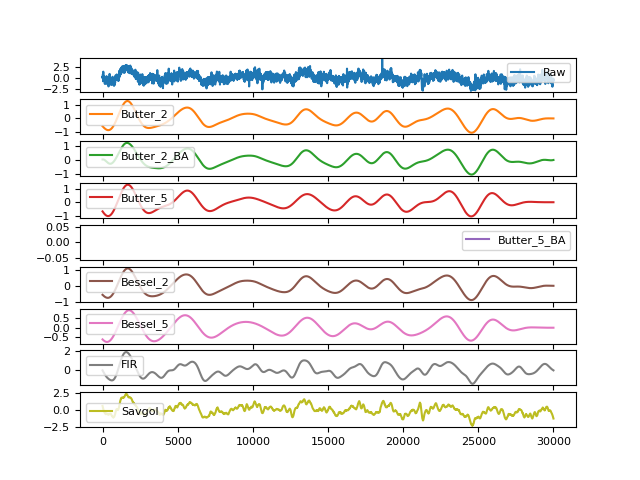 2.5
0.0
−2.5
Raw
1
0
−1
Butter_2
1
0
−1
Butter_2_BA
1
0
−1
Butter_5
0.05
0.00
−0.05
Butter_5_BA
1
0
−1
Bessel_2
0.5
0.0
−0.5
Bessel_5
2
0
FIR
2.5
0.0
−2.5
Savgol
0 5000 10000 15000 20000 25000 30000